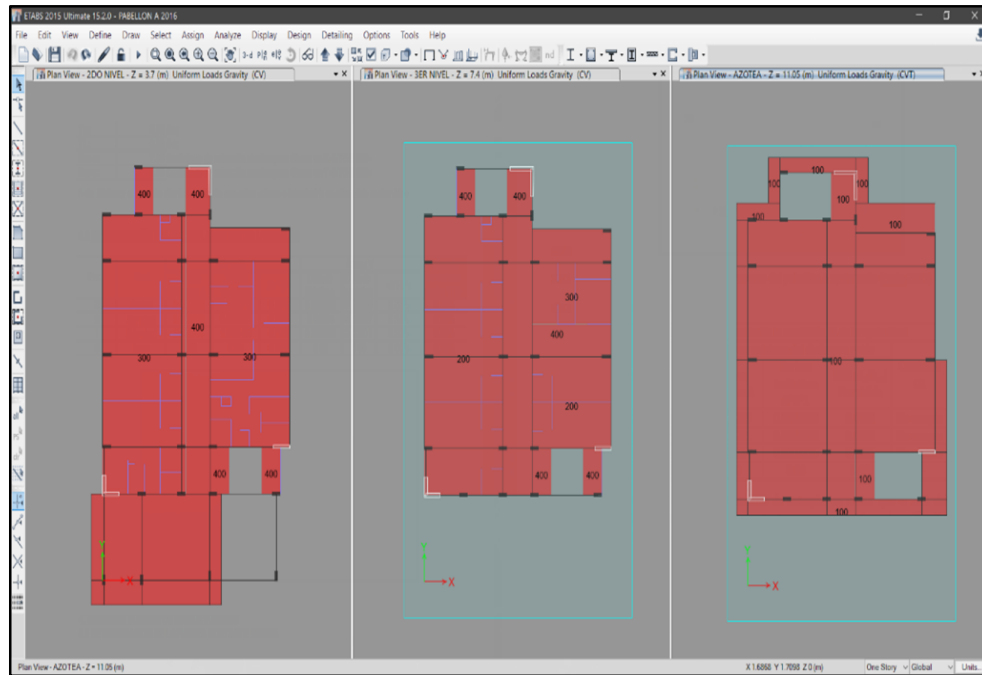 ETABS 2015 Ultimate 15.2.0 - PABELLON A 2016
File Edit View Define Draw Select Assign Analyze Display Design Detailing Options Tools Help
Plan View - 2DO NIVEL - Z = 3.7 (m) Uniform Loads Gravity (CV)
400 400
400
300 300
400 400
Y
X
Plan View - 3ER NIVEL - Z = 7.4 (m) Uniform Loads Gravity (CV)
400 400
300
400
200
200
400 400
X
Plan View - AZOTEA - Z = 11.05 (m) Uniform Loads Gravity (CVT)
100
100 100
100
100
100
100
100
100
X
Plan View - AZOTEA - Z = 11.05 (m)
X 1.6868 Y 1.7098 Z 0 (m)
One Story Global Units...